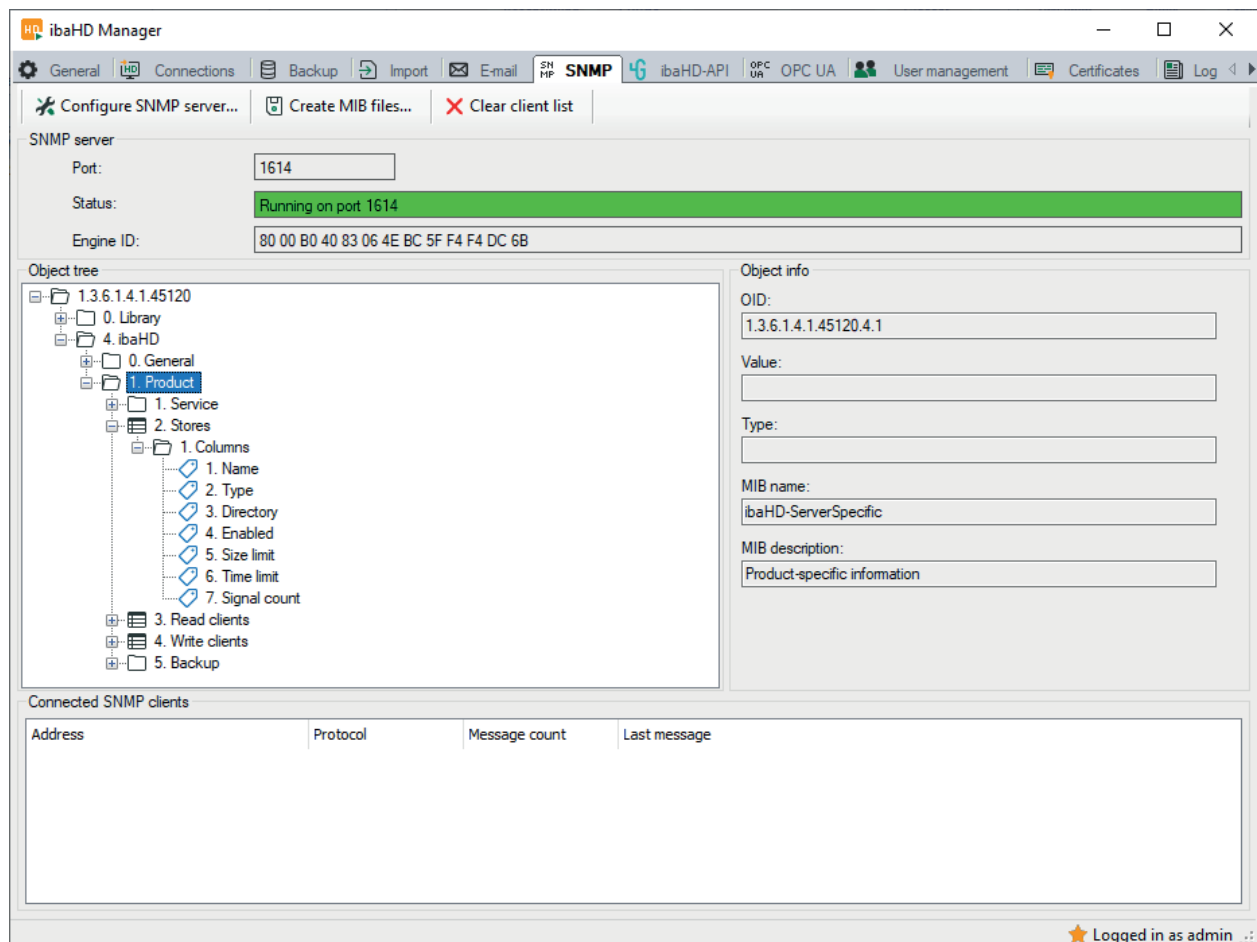 HD ibaHD Manager
General HD Connections Backup Import E-mail SN MP SNMP ibaHD-API OPC UA OPC UA User management Certificates Log
Configure SNMP server... Create MIB files... Clear client list
SNMP server
Port: 1614
Status: Running on port 1614
Engine ID: 80 00 B0 40 83 06 4E BC 5F F4 F4 DC 6B
Object tree
1.3.6.1.4.1.45120
0. Library
4. ibaHD
0. General
1. Product
1. Service
2. Stores
1. Columns
1. Name
2. Type
3. Directory
4. Enabled
5. Size limit
6. Time limit
7. Signal count
3. Read clients
4. Write clients
5. Backup
Object info
OID:
1.3.6.1.4.1.45120.4.1
Value:
Type:
MIB name:
ibaHD-ServerSpecific
MIB description:
Product-specific information
Connected SNMP clients
Address Protocol Message count Last message
Logged in as admin